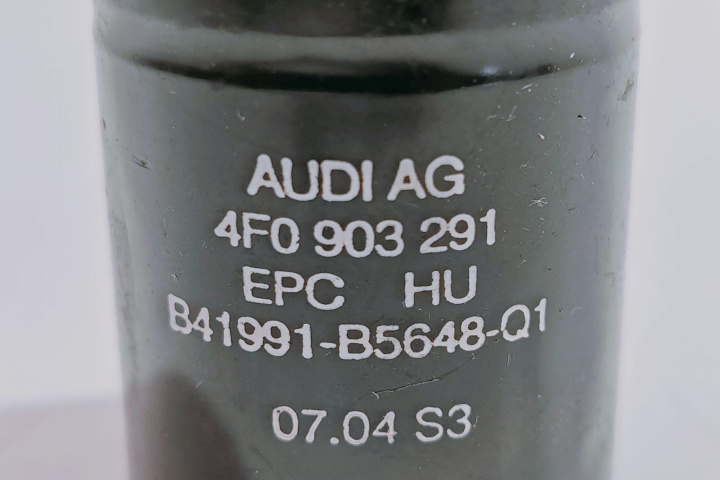 AUDI AG
4F0 903 291
EPC HU
B41991-B5648-Q1
07.04 S3